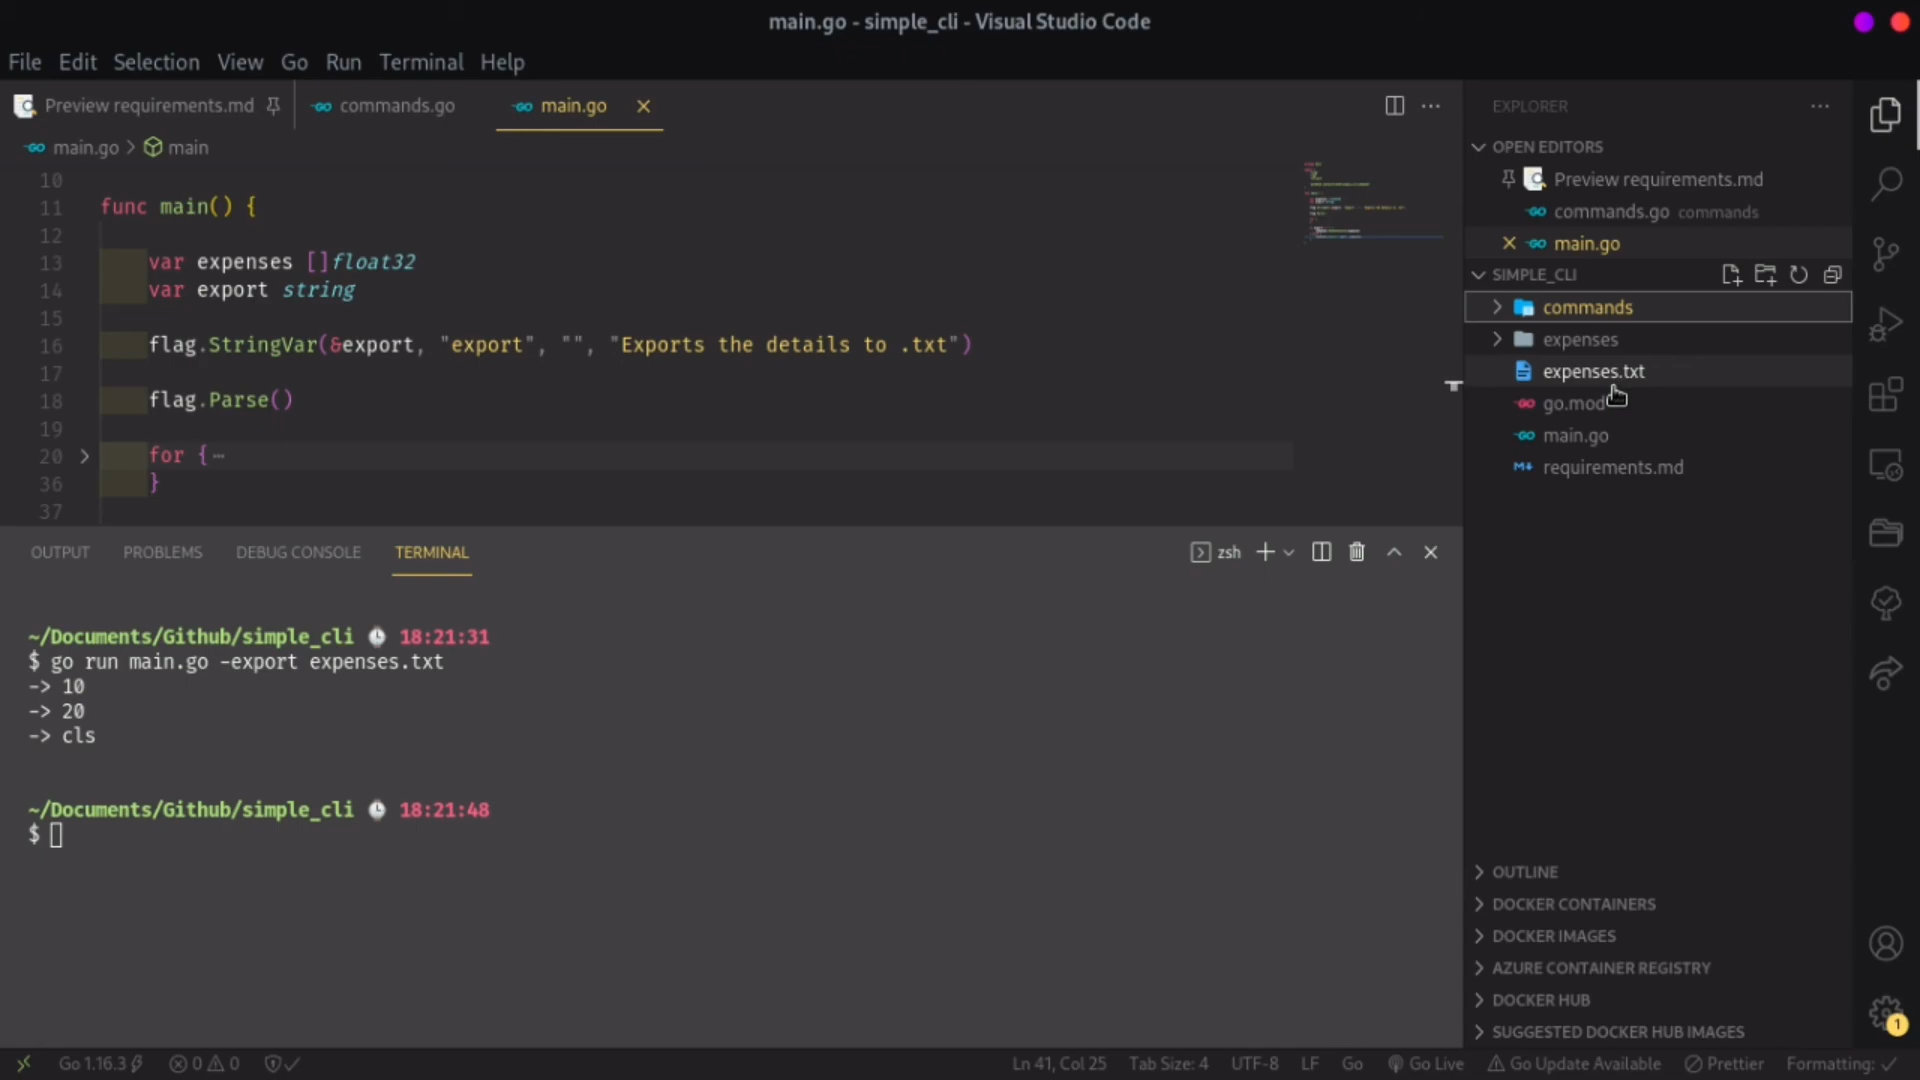 main.go - simple_cli - Visual Studio Code
File Edit Selection View Go Run Terminal Help
Preview requirements.md commands.go main.go
main.go > main
10
11 func main() {
12
13 var expenses []float32
14 var export string
15
16 flag.StringVar(&export, "export", "", "Exports the details to .txt")
17
18 flag.Parse()
19
20 for { ⋯
36 }
37
OUTPUT PROBLEMS DEBUG CONSOLE TERMINAL
zsh
~/Documents/Github/simple_cli 18:21:31
$ go run main.go -export expenses.txt
-> 10
-> 20
-> cls
~/Documents/Github/simple_cli 18:21:48
$
EXPLORER
OPEN EDITORS
Preview requirements.md
commands.go commands
main.go
SIMPLE_CLI
commands
expenses
expenses.txt
go.mod
main.go
requirements.md
OUTLINE
DOCKER CONTAINERS
DOCKER IMAGES
AZURE CONTAINER REGISTRY
DOCKER HUB
SUGGESTED DOCKER HUB IMAGES
1
Go 1.16.3 0 0 Ln 41, Col 25 Tab Size: 4 UTF-8 LF Go Go Live Go Update Available Prettier Formatting: ✓